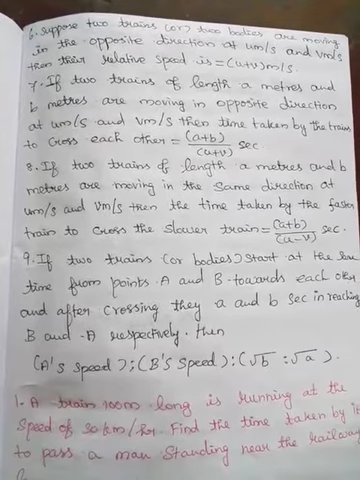 6. Suppose two trains (or) two bodies are moving
in the opposite direction at um/s and vm/s
then their relative speed is = (u+v) m/s.
7. If two trains of length a metres and
b metres are moving in opposite direction
at um/s and vm/s then time taken by the trains
to cross each other = (a+b)/(u+v) sec
8. If two trains of length a metres and b
metres are moving in the same direction at
um/s and vm/s then the time taken by the faster
train to cross the slower train = (a+b)/(u-v) sec.
9. If two trains (or bodies) start at the same
time from points A and B towards each other
and after crossing they a and b sec in reaching
B and A respectively. then
(A's speed) : (B's speed) : (√b : √a).
1. A train 100m long is running at the
speed of 30 km/hr. Find the time taken by it
to pass a man standing near the railway